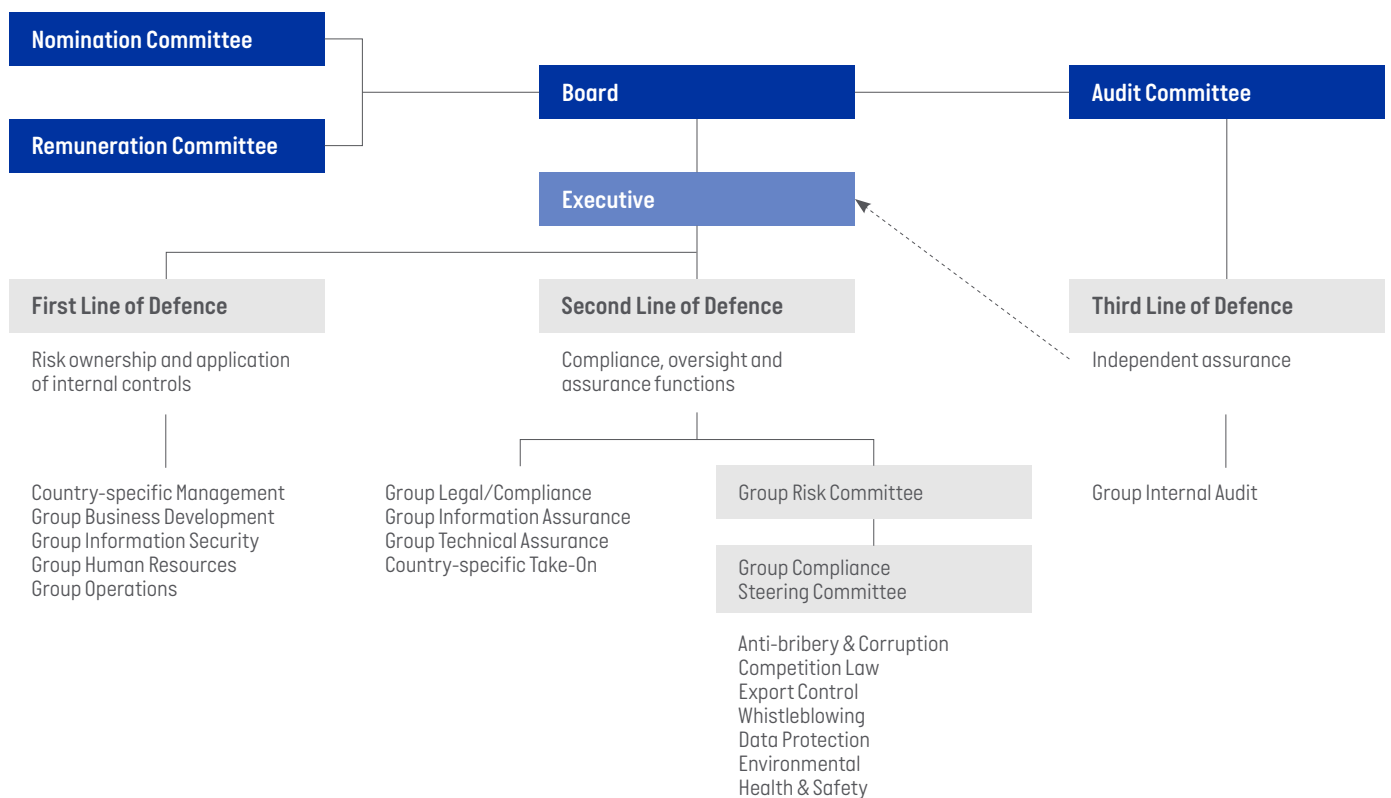 Nomination Committee
Remuneration Committee
Board
Audit Committee
Executive
First Line of Defence
Risk ownership and application
of internal controls
Country-specific Management
Group Business Development
Group Information Security
Group Human Resources
Group Operations
Second Line of Defence
Compliance, oversight and
assurance functions
Group Legal/Compliance
Group Information Assurance
Group Technical Assurance
Country-specific Take-On
Group Risk Committee
Group Compliance
Steering Committee
Anti-bribery & Corruption
Competition Law
Export Control
Whistleblowing
Data Protection
Environmental
Health & Safety
Third Line of Defence
Independent assurance
Group Internal Audit